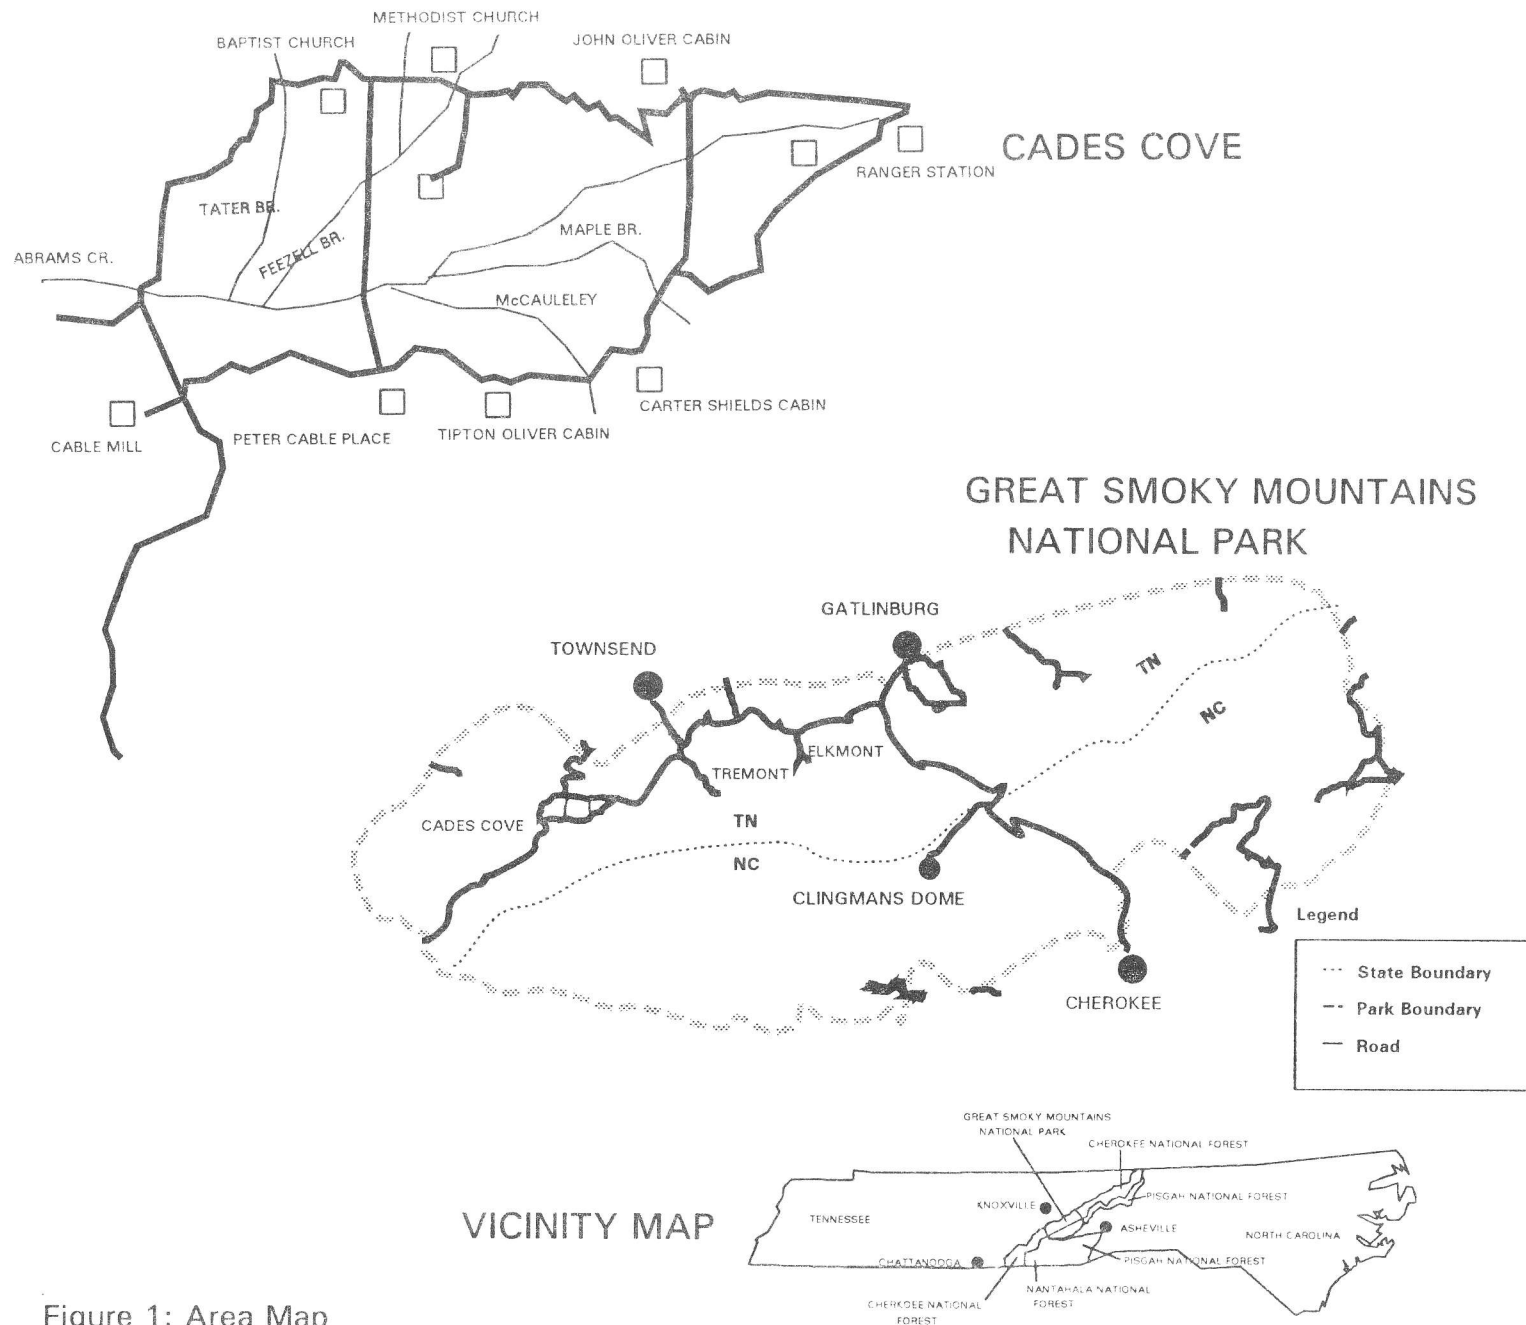 METHODIST CHURCH
BAPTIST CHURCH
JOHN OLIVER CABIN
CADES COVE
RANGER STATION
TATER BR.
FEEZELL BR.
MAPLE BR.
ABRAMS CR.
McCAULELEY
CARTER SHIELDS CABIN
CABLE MILL
PETER CABLE PLACE
TIPTON OLIVER CABIN
GREAT SMOKY MOUNTAINS
NATIONAL PARK
GATLINBURG
TOWNSEND
TN
NC
ELKMONT
TREMONT
CADES COVE
TN
NC
CLINGMANS DOME
CHEROKEE
Legend
State Boundary
Park Boundary
Road
GREAT SMOKY MOUNTAINS
NATIONAL PARK
CHEROKEE NATIONAL FOREST
PISGAH NATIONAL FOREST
KNOXVILLE
TENNESSEE
ASHEVILLE
NORTH CAROLINA
VICINITY MAP
CHATTANOOGA
PISGAH NATIONAL FOREST
NANTAHALA NATIONAL
FOREST
CHERKOEE NATIONAL
FOREST
Figure 1: Area Map